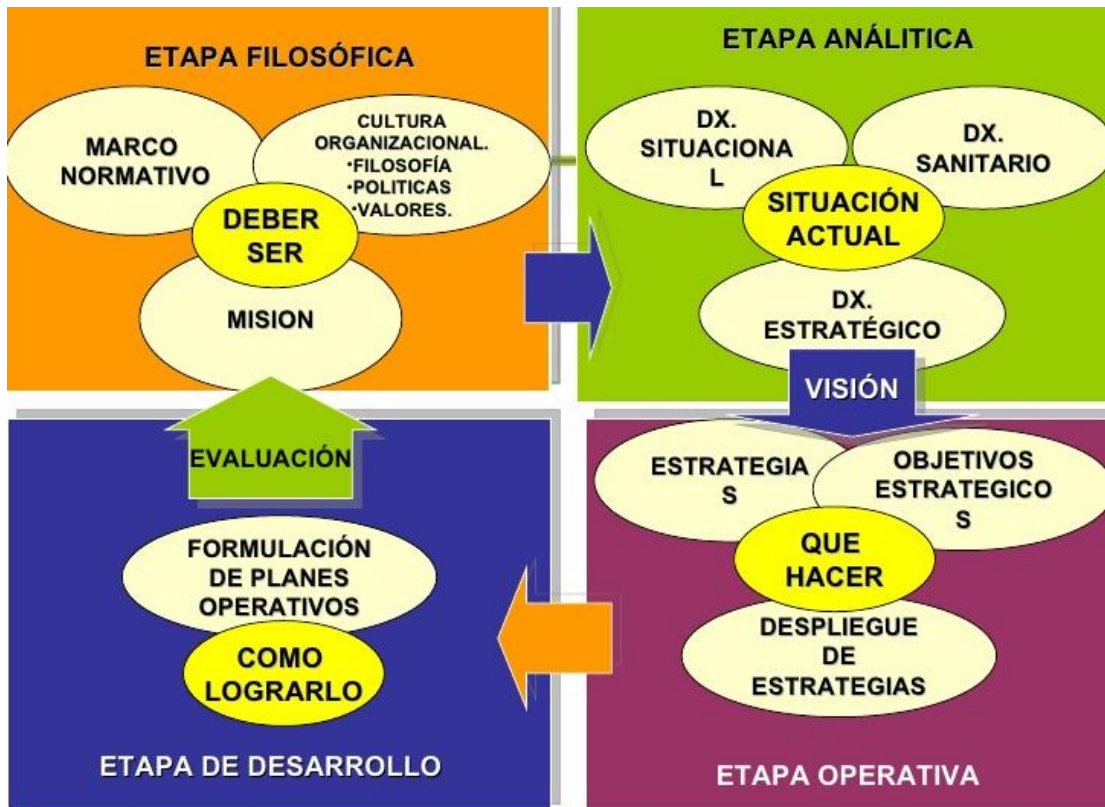 ETAPA FILOSÓFICA
MARCO
NORMATIVO
CULTURA
ORGANIZACIONAL.
•FILOSOFÍA
•POLITICAS
•VALORES.
DEBER
SER
MISION
ETAPA ANÁLITICA
DX.
SITUACIONA
L
DX.
SANITARIO
SITUACIÓN
ACTUAL
DX.
ESTRATÉGICO
VISIÓN
ESTRATEGIA
S
OBJETIVOS
ESTRATEGICO
S
QUE
HACER
DESPLIEGUE
DE
ESTRATEGIAS
ETAPA OPERATIVA
EVALUACIÓN
FORMULACIÓN
DE PLANES
OPERATIVOS
COMO
LOGRARLO
ETAPA DE DESARROLLO